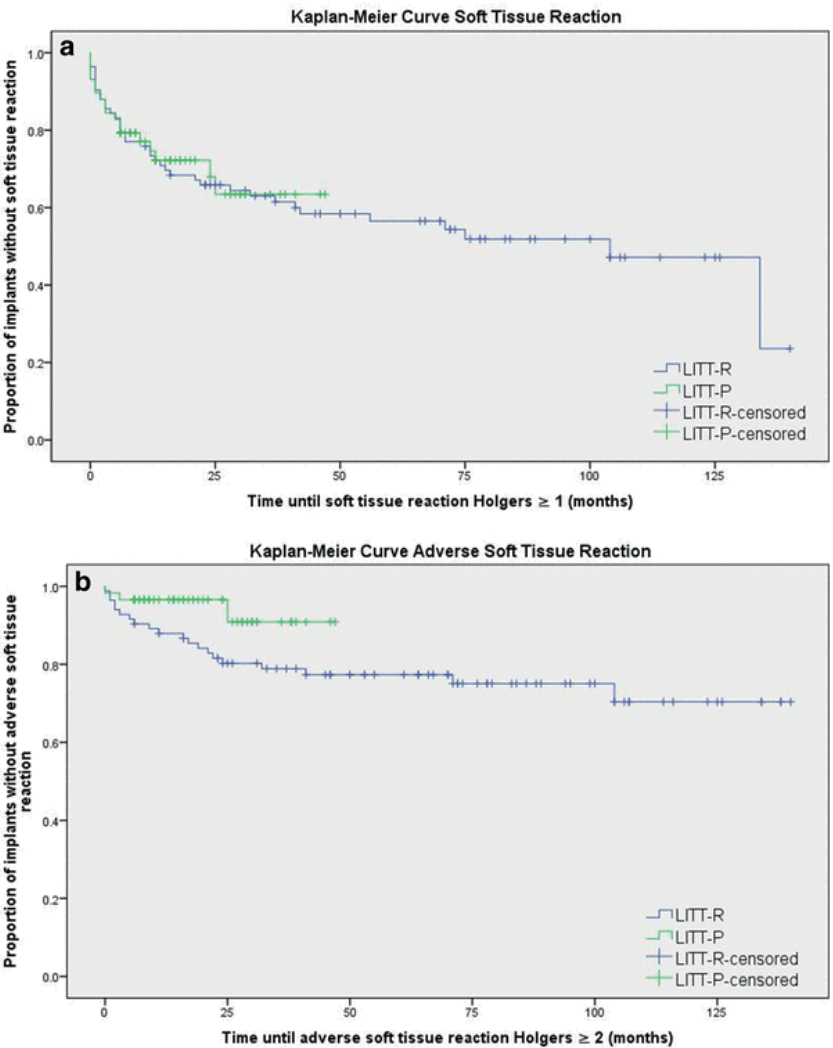 Kaplan-Meier Curve Soft Tissue Reaction
a
Proportion of implants without soft tissue reaction
1.0
0.8
0.6
0.4
0.2
0.0
0 25 50 75 100 125
LITT-R
LITT-P
LITT-R-censored
LITT-P-censored
Time until soft tissue reaction Holgers ≥ 1 (months)
Kaplan-Meier Curve Adverse Soft Tissue Reaction
b
Proportion of implants without adverse soft tissue
reaction
1.0
0.8
0.6
0.4
0.2
0.0
0 25 50 75 100 125
LITT-R
LITT-P
LITT-R-censored
LITT-P-censored
Time until adverse soft tissue reaction Holgers ≥ 2 (months)